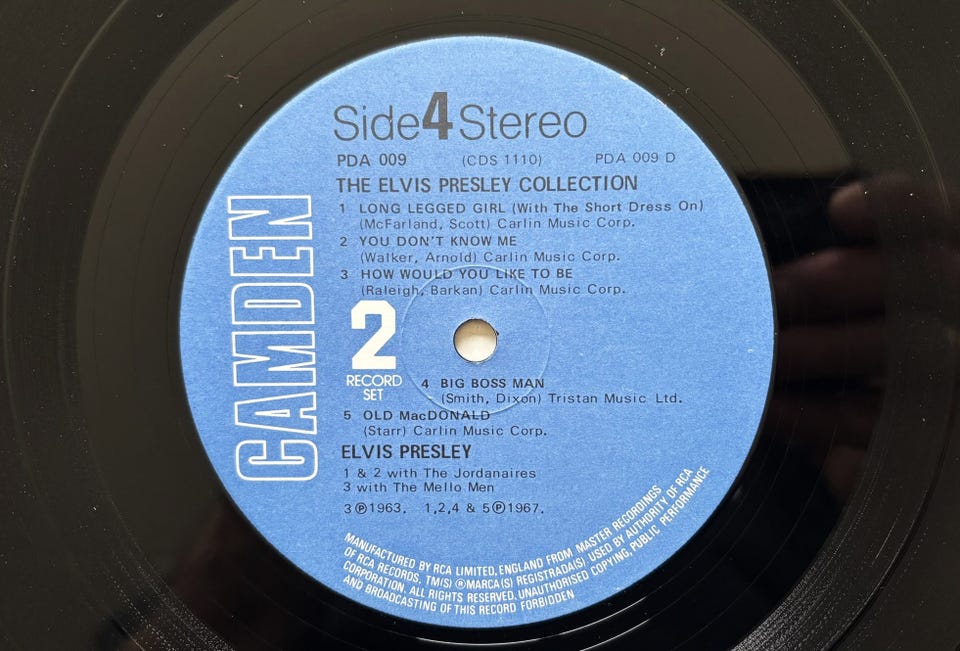 Side 4 Stereo
PDA 009 (CDS 1110) PDA 009 D
THE ELVIS PRESLEY COLLECTION
1 LONG LEGGED GIRL (With The Short Dress On)
(McFarland, Scott) Carlin Music Corp.
2 YOU DON'T KNOW ME
(Walker, Arnold) Carlin Music Corp.
3 HOW WOULD YOU LIKE TO BE
(Raleigh, Barkan) Carlin Music Corp.
CAMDEN
2
RECORD
SET
4 BIG BOSS MAN
(Smith, Dixon) Tristan Music Ltd.
5 OLD MacDONALD
(Starr) Carlin Music Corp.
ELVIS PRESLEY
1 & 2 with The Jordanaires
3 with The Mello Men
3 ℗1963. 1,2,4 & 5℗1967.
MANUFACTURED BY RCA LIMITED, ENGLAND FROM MASTER RECORDINGS
OF RCA RECORDS, TM(S) ® MARCA(S) REGISTRADA(S) USED BY AUTHORITY OF RCA
CORPORATION. ALL RIGHTS RESERVED. UNAUTHORISED COPYING, PUBLIC PERFORMANCE
AND BROADCASTING OF THIS RECORD FORBIDDEN